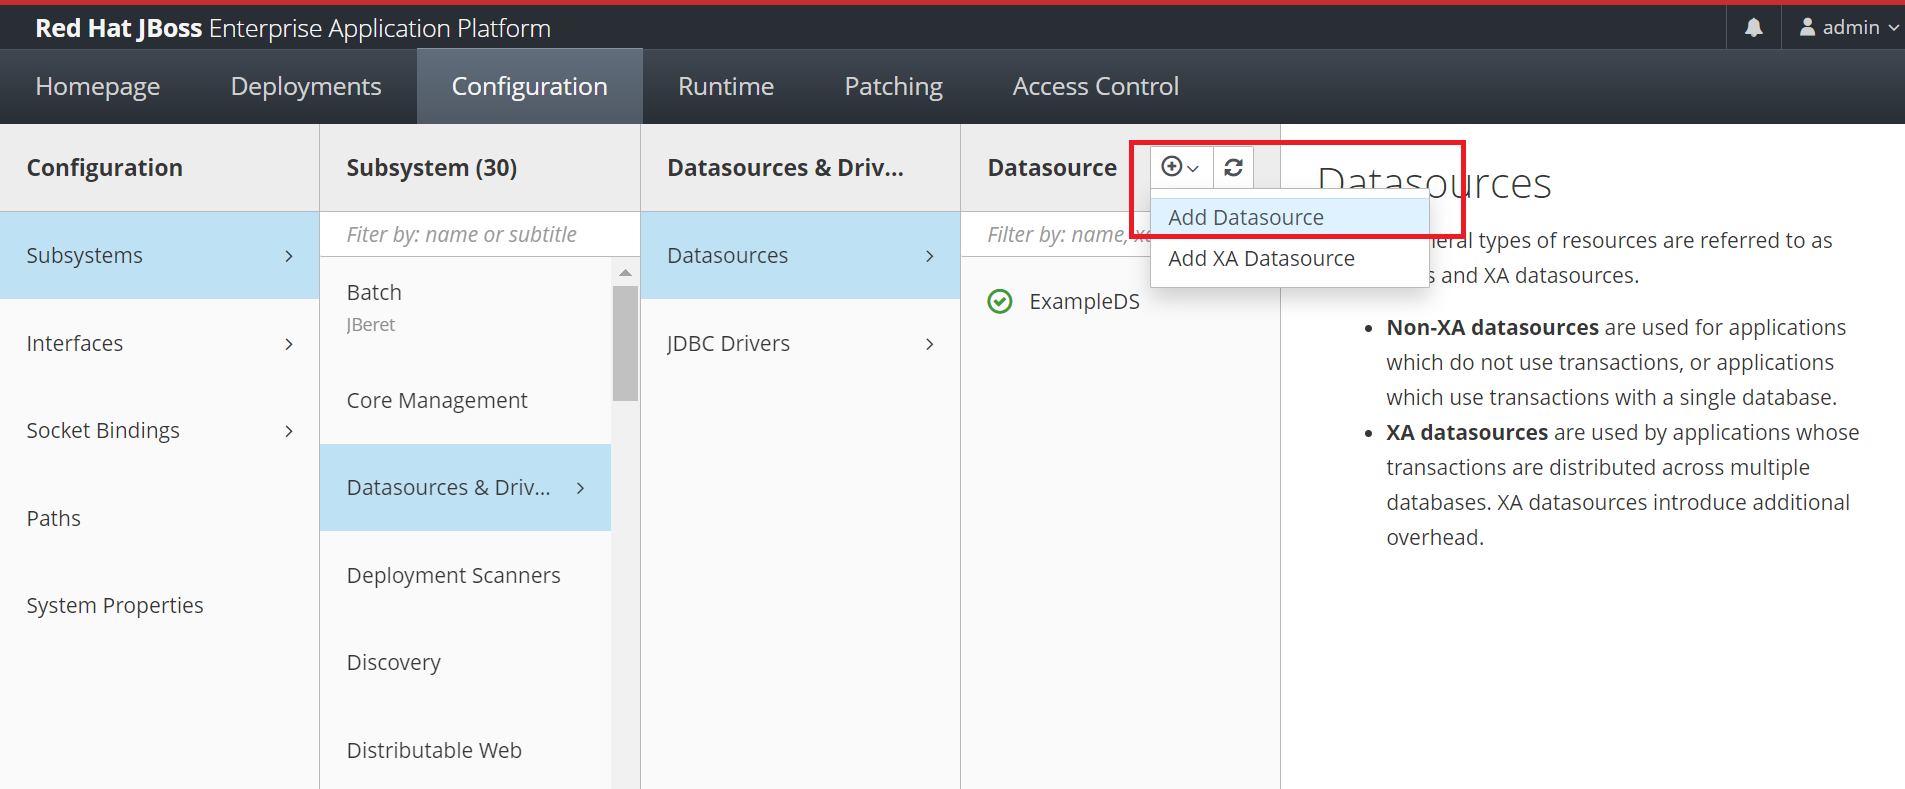 Red Hat JBoss Enterprise Application Platform
admin
Homepage
Deployments
Configuration
Runtime
Patching
Access Control
Configuration
Subsystems
Interfaces
Socket Bindings
Paths
System Properties
Subsystem (30)
Fiter by: name or subtitle
Batch
JBeret
Core Management
Datasources & Driv...
Deployment Scanners
Discovery
Distributable Web
Datasources & Driv...
Datasources
JDBC Drivers
Datasource
Filter by: name,
Add Datasource
Add XA Datasource
ExampleDS
Datasources
types of resources are referred to as
and XA datasources.
Non-XA datasources are used for applications
which do not use transactions, or applications
which use transactions with a single database.
XA datasources are used by applications whose
transactions are distributed across multiple
databases. XA datasources introduce additional
overhead.